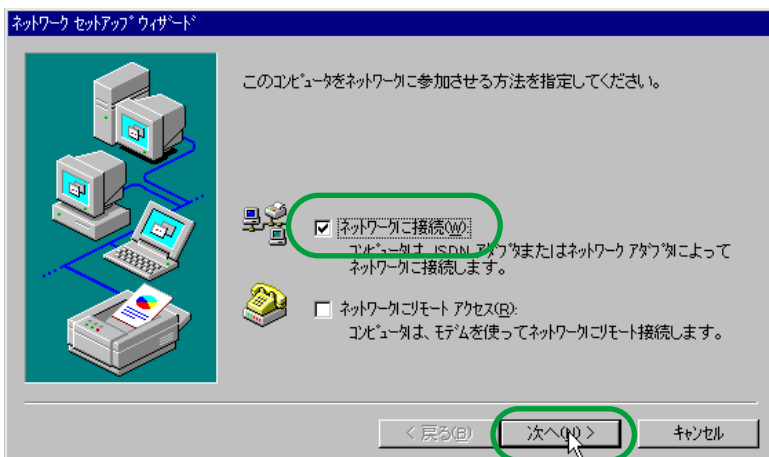 ネットワーク セットアップ ウィザード
このコンピュータをネットワークに参加させる方法を指定してください。
ネットワークに接続(W):
コンピュータは、ISDN アダプタまたはネットワーク アダプタによって
ネットワークに接続します。
ネットワークにリモート アクセス(R):
コンピュータは、モデムを使ってネットワークにリモート接続します。
< 戻る(B)
次へ(N) >
キャンセル